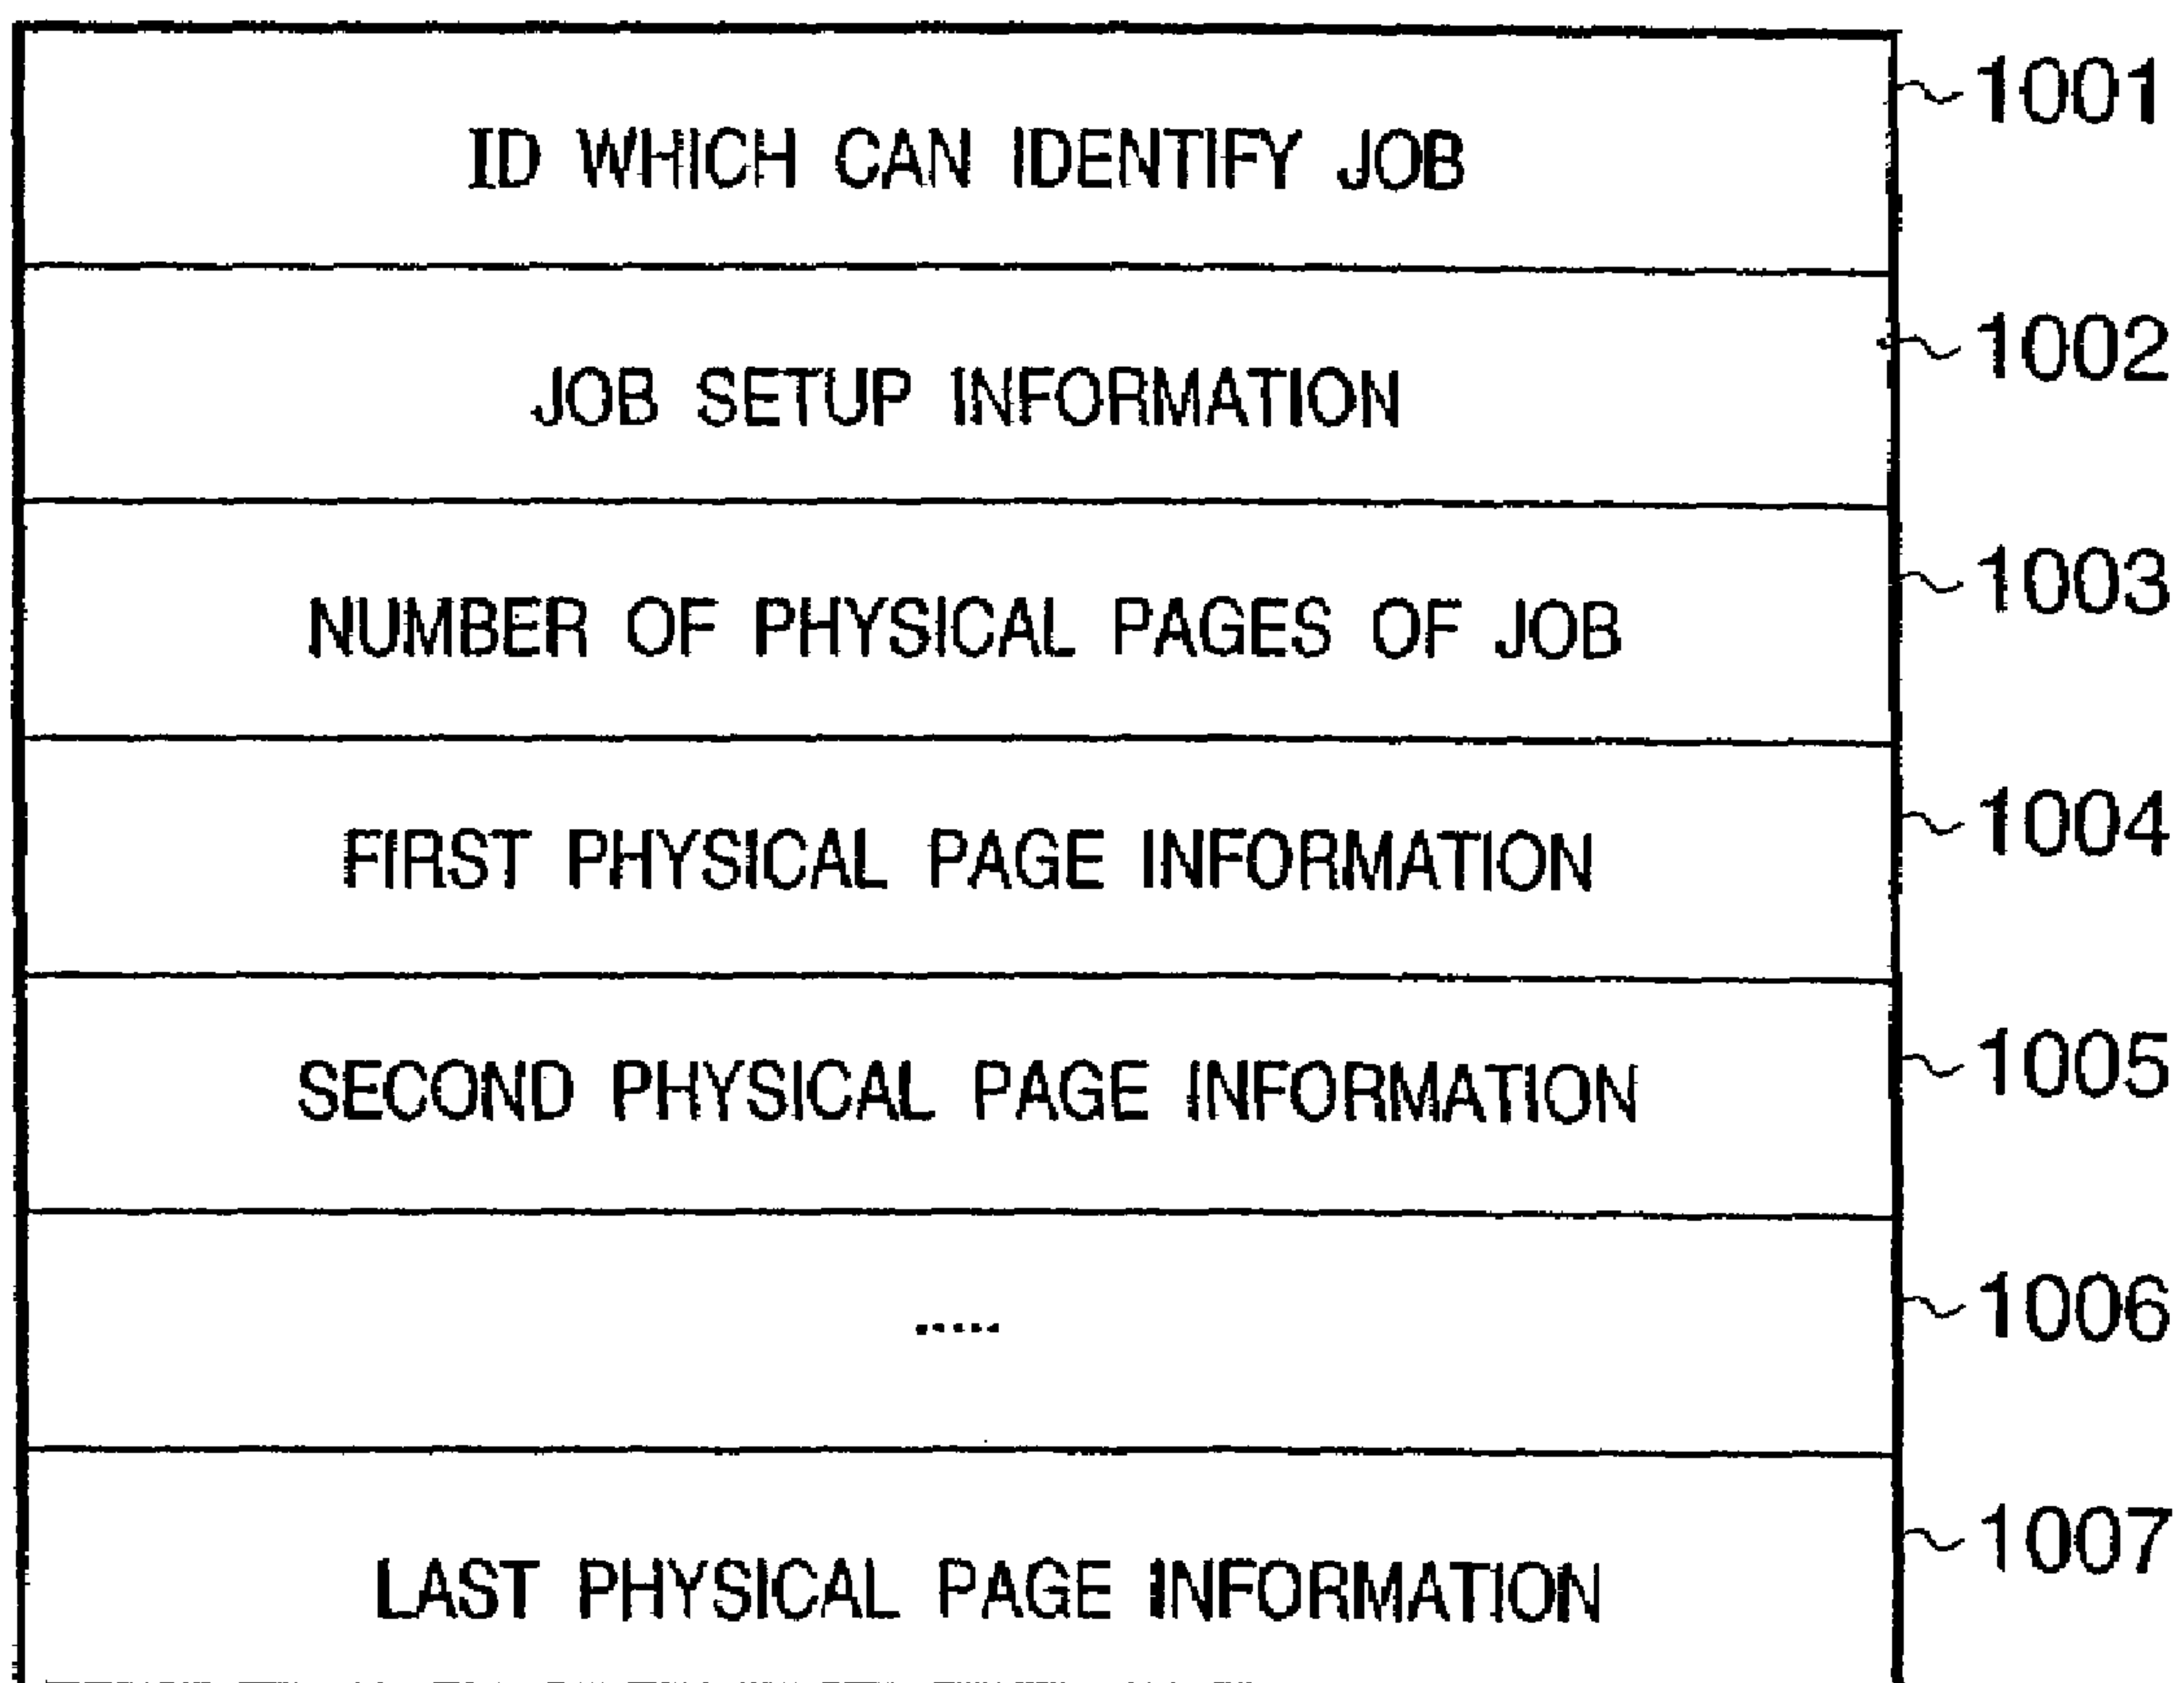 ID WHICH CAN IDENTIFY JOB 1001
JOB SETUP INFORMATION 1002
NUMBER OF PHYSICAL PAGES OF JOB 1003
FIRST PHYSICAL PAGE INFORMATION 1004
SECOND PHYSICAL PAGE INFORMATION 1005
..... 1006
LAST PHYSICAL PAGE INFORMATION 1007